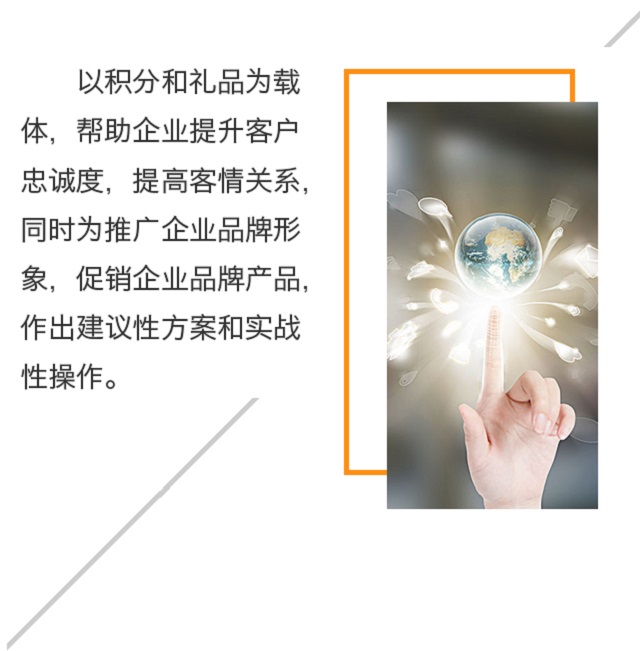 以积分和礼品为载
体，帮助企业提升客户
忠诚度，提高客情关系，
同时为推广企业品牌形
象，促销企业品牌产品，
作出建议性方案和实战
性操作。